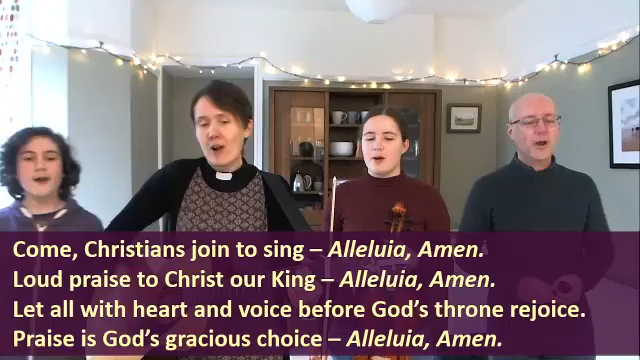 Come, Christians join to sing – Alleluia, Amen.
Loud praise to Christ our King – Alleluia, Amen.
Let all with heart and voice before God's throne rejoice.
Praise is God's gracious choice – Alleluia, Amen.